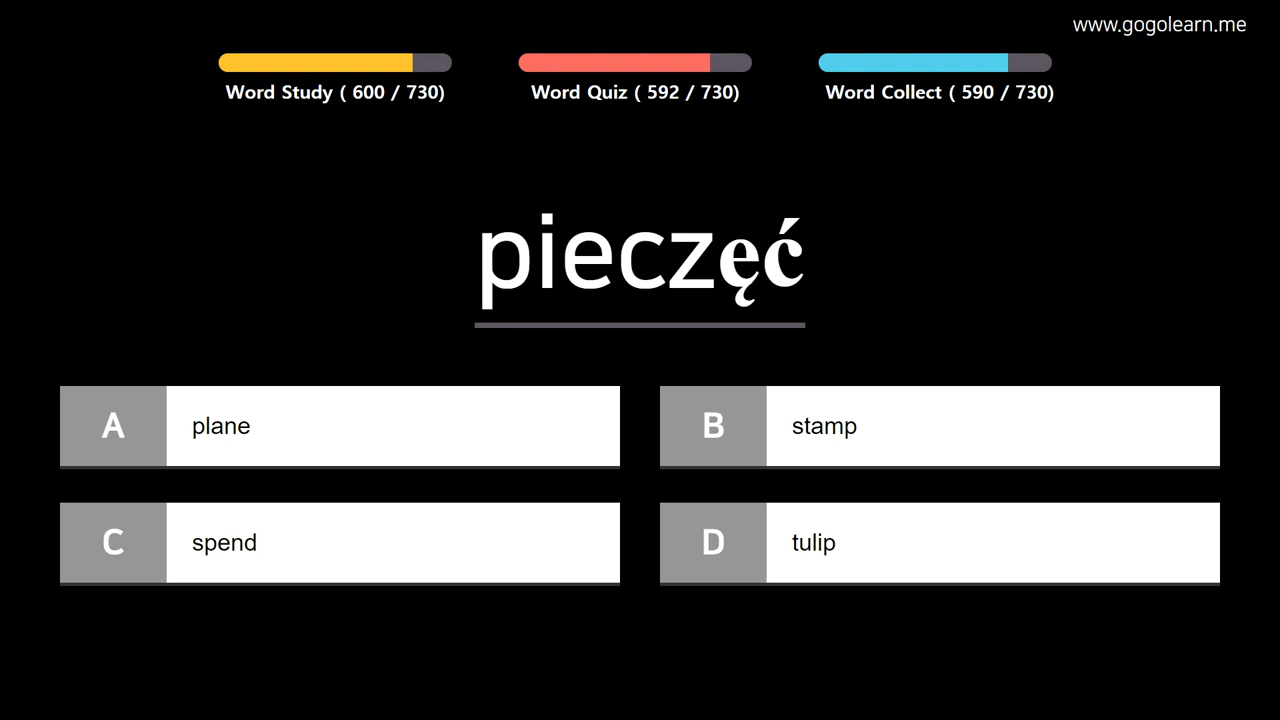 www.gogolearn.me
Word Study ( 600 / 730)
Word Quiz ( 592 / 730)
Word Collect ( 590 / 730)
pieczęć
A plane
B stamp
C spend
D tulip